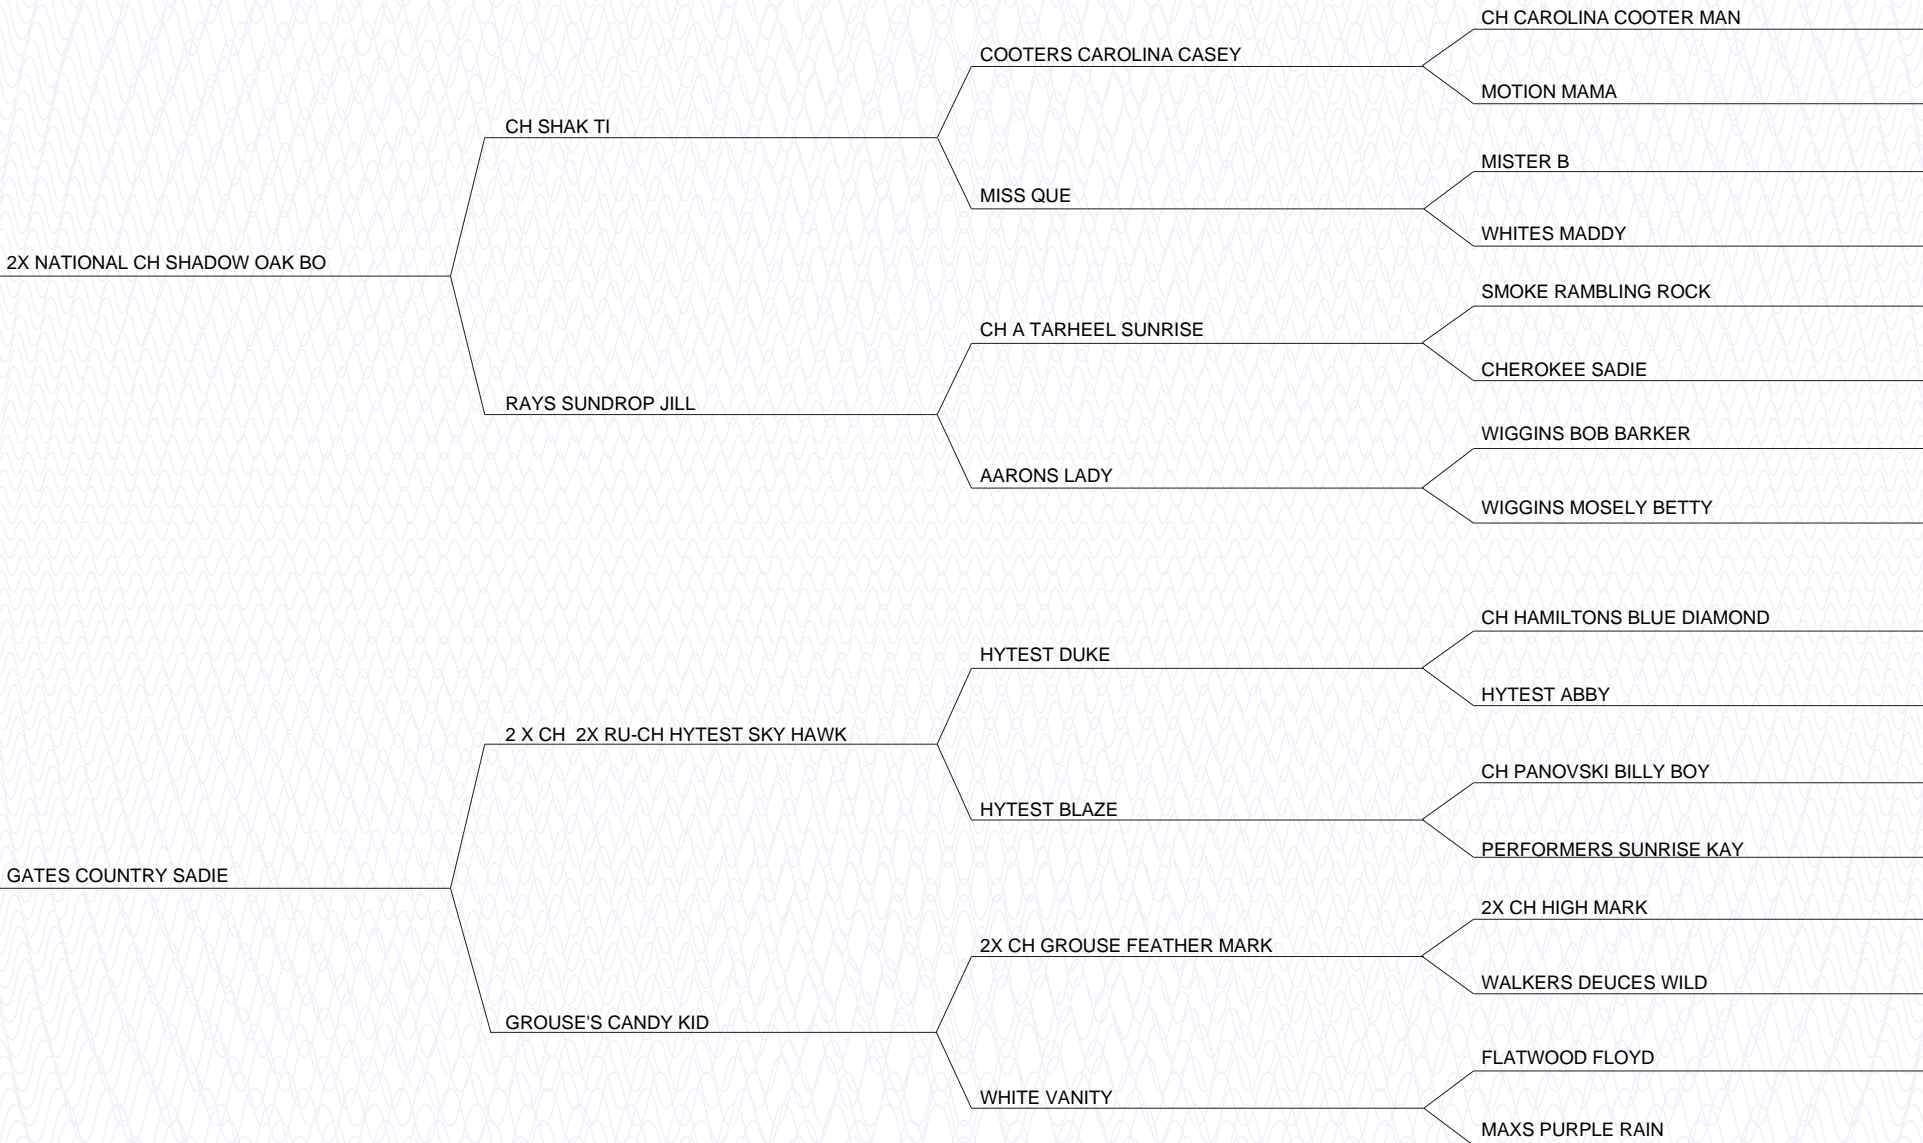 CH CAROLINA COOTER MAN
COOTERS CAROLINA CASEY
MOTION MAMA
CH SHAK TI
MISTER B
MISS QUE
WHITES MADDY
2X NATIONAL CH SHADOW OAK BO
SMOKE RAMBLING ROCK
CH A TARHEEL SUNRISE
CHEROKEE SADIE
RAYS SUNDROP JILL
WIGGINS BOB BARKER
AARONS LADY
WIGGINS MOSELY BETTY
CH HAMILTONS BLUE DIAMOND
HYTEST DUKE
HYTEST ABBY
2 X CH  2X RU-CH HYTEST SKY HAWK
CH PANOVSKI BILLY BOY
HYTEST BLAZE
PERFORMERS SUNRISE KAY
GATES COUNTRY SADIE
2X CH HIGH MARK
2X CH GROUSE FEATHER MARK
WALKERS DEUCES WILD
GROUSE'S CANDY KID
FLATWOOD FLOYD
WHITE VANITY
MAXS PURPLE RAIN